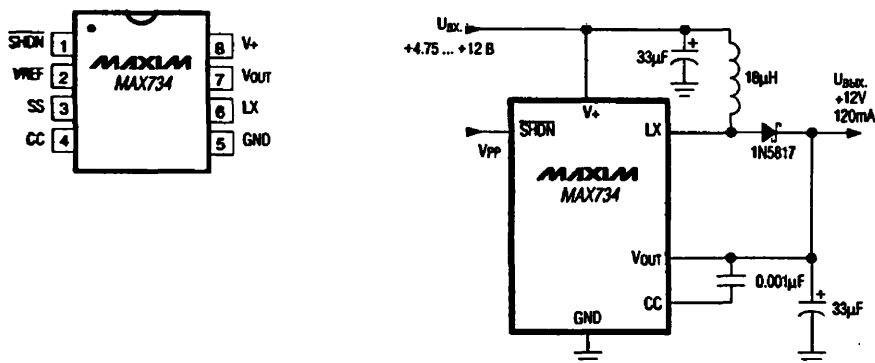 SHDN 1
VREF 2
SS 3
CC 4
MAXIM
MAX734
8 V+
7 VOUT
6 LX
5 GND
Uвх.
+4.75 ... +12 В
33µF
18µH
Uвых.
+12V
120mA
V+
SHDN
LX
VPP
1N5817
MAXIM
MAX734
VOUT
0.001µF
CC
33µF
GND